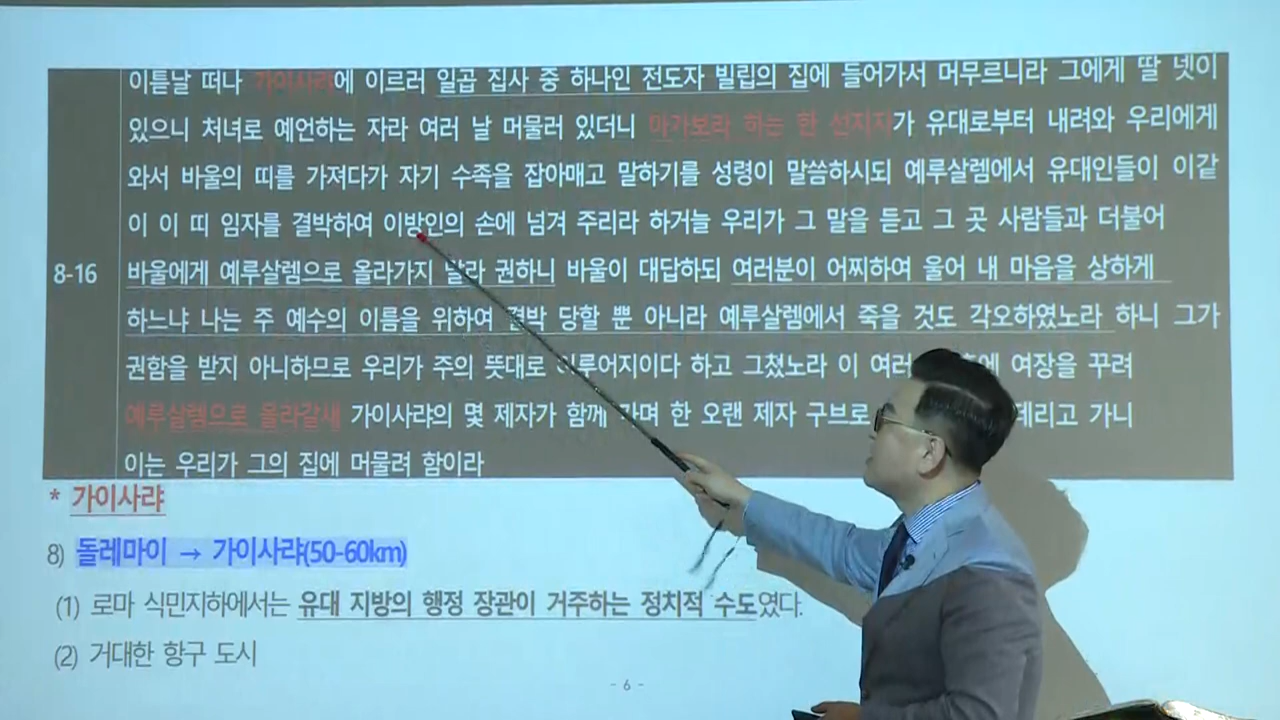 이튿날 떠나 가이사랴에 이르러 일곱 집사 중 하나인 전도자 빌립의 집에 들어가서 머무르니라 그에게 딸 넷이
있으니 처녀로 예언하는 자라 여러 날 머물러 있더니 아가보라 하는 한 선지자가 유대로부터 내려와 우리에게
와서 바울의 띠를 가져다가 자기 수족을 잡아매고 말하기를 성령이 말씀하시되 예루살렘에서 유대인들이 이같
이 이 띠 임자를 결박하여 이방인의 손에 넘겨 주리라 하거늘 우리가 그 말을 듣고 그 곳 사람들과 더불어
8-16 바울에게 예루살렘으로 올라가지 말라 권하니 바울이 대답하되 여러분이 어찌하여 울어 내 마음을 상하게
하느냐 나는 주 예수의 이름을 위하여 결박 당할 뿐 아니라 예루살렘에서 죽을 것도 각오하였노라 하니 그가
권함을 받지 아니하므로 우리가 주의 뜻대로 이루어지이다 하고 그쳤노라 이 여러 후에 여장을 꾸려
예루살렘으로 올라갈새 가이사랴의 몇 제자가 함께 가며 한 오랜 제자 구브로 데리고 가니
이는 우리가 그의 집에 머물려 함이라
* 가이사랴
8) 돌레마이 → 가이사랴(50-60km)
(1) 로마 식민지하에서는 유대 지방의 행정 장관이 거주하는 정치적 수도였다.
(2) 거대한 항구 도시
- 6 -